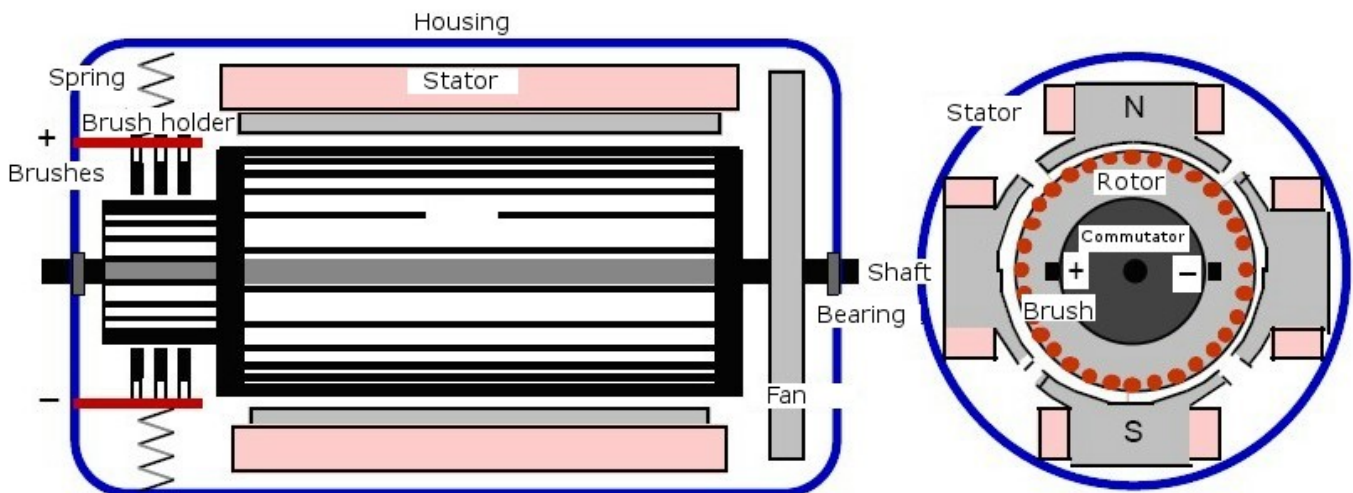 Housing
Spring
Stator
Brush holder
+
Brushes
-
Shaft
Bearing
Fan
Stator
N
Rotor
Commutator
+ -
Brush
S